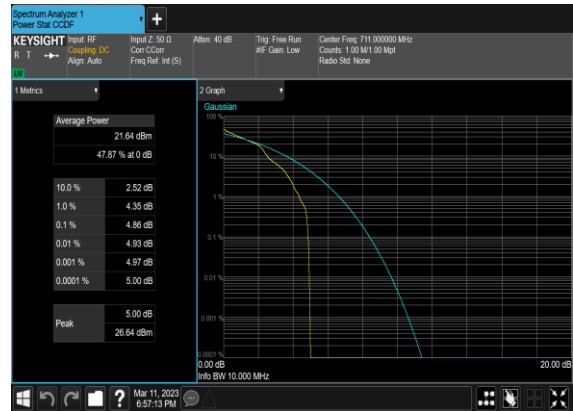 Spectrum Analyzer 1
Power Stat CCDF
+
KEYSIGHT
R T
LW
Input: RF
Coupling: DC
Align: Auto
Input Z: 50 Ω
Corr CCorr
Freq Ref: Int (S)
Atten: 40 dB
Trig: Free Run
#IF Gain: Low
Center Freq: 711.000000 MHz
Counts: 1.00 M/1.00 Mpt
Radio Std: None
1 Metrics
Average Power
21.64 dBm
47.87 % at 0 dB
10.0 % 2.52 dB
1.0 % 4.35 dB
0.1 % 4.86 dB
0.01 % 4.93 dB
0.001 % 4.97 dB
0.0001 % 5.00 dB
Peak
5.00 dB
26.64 dBm
2 Graph
Gaussian
100 %
10 %
1 %
0.1 %
0.01 %
0.001 %
0.0001 %
0.00 dB
20.00 dB
Info BW 10.000 MHz
?
Mar 11, 2023
6:57:13 PM